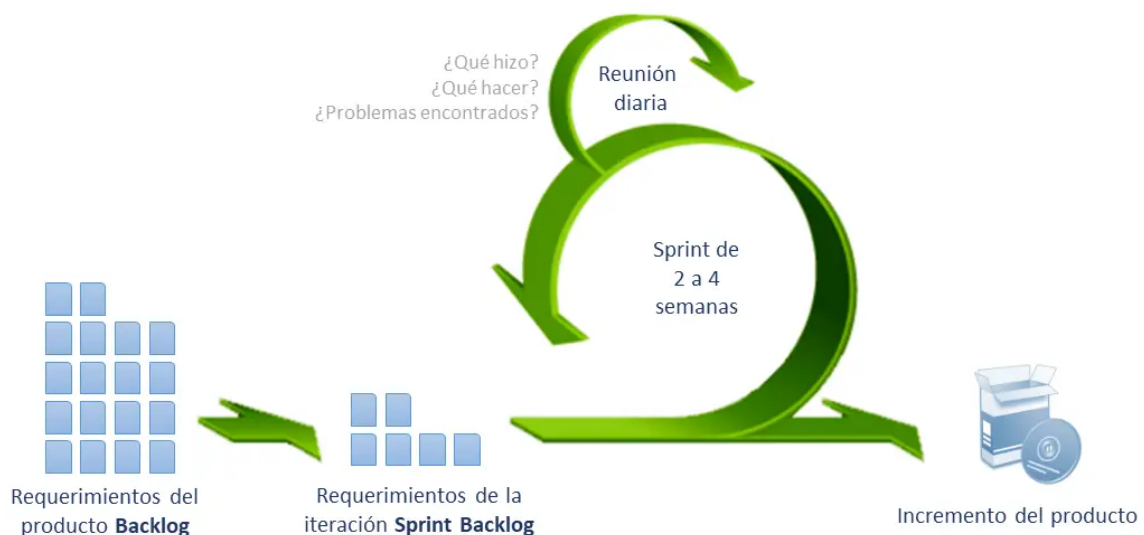 ¿Qué hizo?
¿Qué hacer?
¿Problemas encontrados?
Reunión
diaria
Sprint de
2 a 4
semanas
Requerimientos del
producto Backlog
Requerimientos de la
iteración Sprint Backlog
Incremento del producto